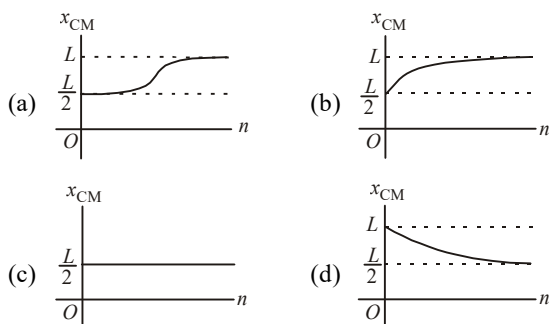 (a) x_CM L L/2 O n
(b) x_CM L L/2 O n
(c) x_CM L/2 O n
(d) x_CM L L/2 O n